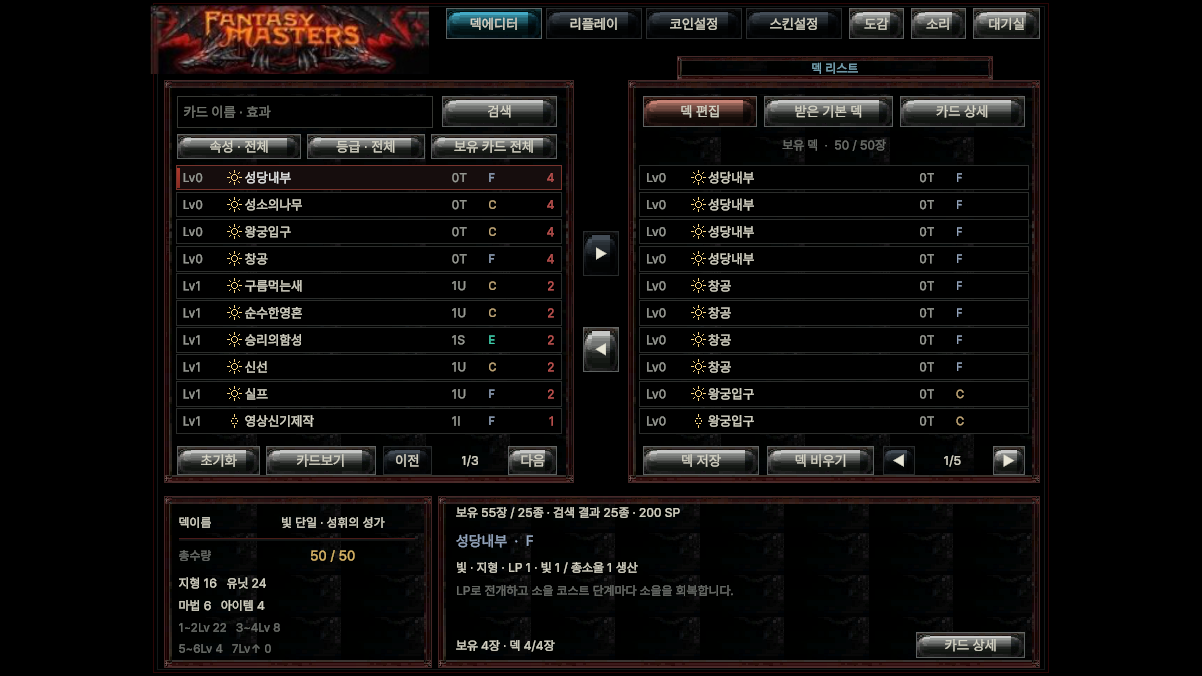 FANTASY MASTERS
덱에디터 리플레이 코인설정 스킨설정 도감 소리 대기실
덱 리스트
카드 이름 · 효과 검색
속성 · 전체 등급 · 전체 보유 카드 전체
Lv0 성당내부 0T F 4
Lv0 성소의나무 0T C 4
Lv0 왕궁입구 0T C 4
Lv0 창공 0T F 4
Lv1 구름먹는새 1U C 2
Lv1 순수한영혼 1U C 2
Lv1 승리의함성 1S E 2
Lv1 신선 1U C 2
Lv1 실프 1U F 2
Lv1 영상신기제작 1I F 1
초기화 카드보기 이전 1/3 다음
덱 편집 받은 기본 덱 카드 상세
보유 덱 · 50 / 50장
Lv0 성당내부 0T F
Lv0 성당내부 0T F
Lv0 성당내부 0T F
Lv0 성당내부 0T F
Lv0 창공 0T F
Lv0 창공 0T F
Lv0 창공 0T F
Lv0 창공 0T F
Lv0 왕궁입구 0T C
Lv0 왕궁입구 0T C
덱 저장 덱 비우기 ◀ 1/5 ▶
덱이름 빛 단일 · 성휘의 성가
총수량 50 / 50
지형 16 유닛 24
마법 6 아이템 4
1~2Lv 22 3~4Lv 8
5~6Lv 4 7Lv↑ 0
보유 55장 / 25종 · 검색 결과 25종 · 200 SP
성당내부 · F
빛 · 지형 · LP 1 · 빛 1 / 총소울 1 생산
LP로 전개하고 소울 코스트 단계마다 소울을 회복합니다.
보유 4장 · 덱 4/4장 카드 상세